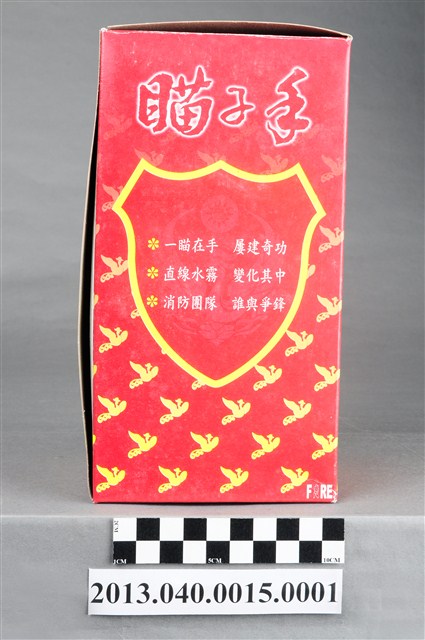 瞄子手
✽ 一瞄在手 屢建奇功
✽ 直線水霧 變化其中
✽ 消防團隊 誰與爭鋒
FIRE
2CM
1CM 5CM 10CM
2013.040.0015.0001